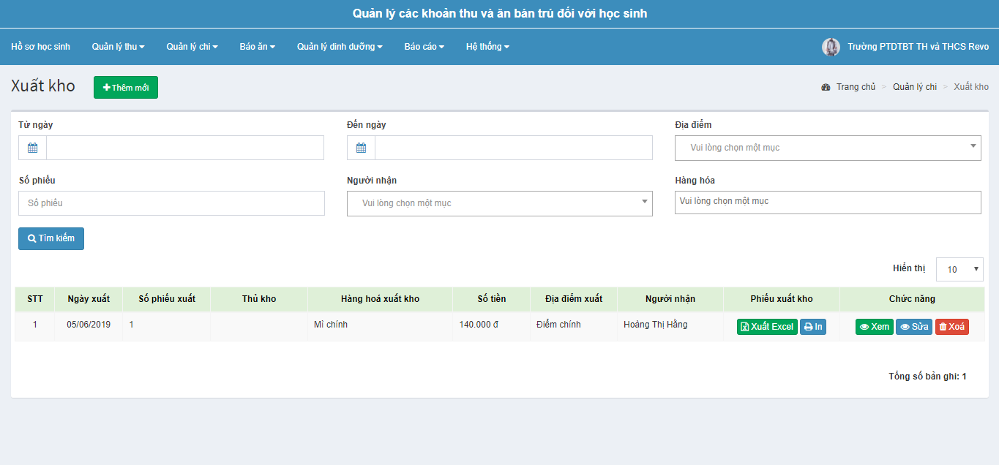 Quản lý các khoản thu và ăn bán trú đối với học sinh
Hồ sơ học sinh Quản lý thu Quản lý chi Báo ăn Quản lý dinh dưỡng Báo cáo Hệ thống Trường PTDTBT TH và THCS Revo
Xuất kho Thêm mới Trang chủ > Quản lý chi > Xuất kho
Từ ngày Đến ngày Địa điểm
Vui lòng chọn một mục
Số phiếu Người nhận Hàng hóa
Số phiếu Vui lòng chọn một mục Vui lòng chọn một mục
Tìm kiếm
Hiển thị 10
STT Ngày xuất Số phiếu xuất Thủ kho Hàng hoá xuất kho Số tiền Địa điểm xuất Người nhận Phiếu xuất kho Chức năng
1 05/06/2019 1 Mì chính 140.000 đ Điểm chính Hoàng Thị Hằng Xuất Excel In Xem Sửa Xoá
Tổng số bản ghi: 1